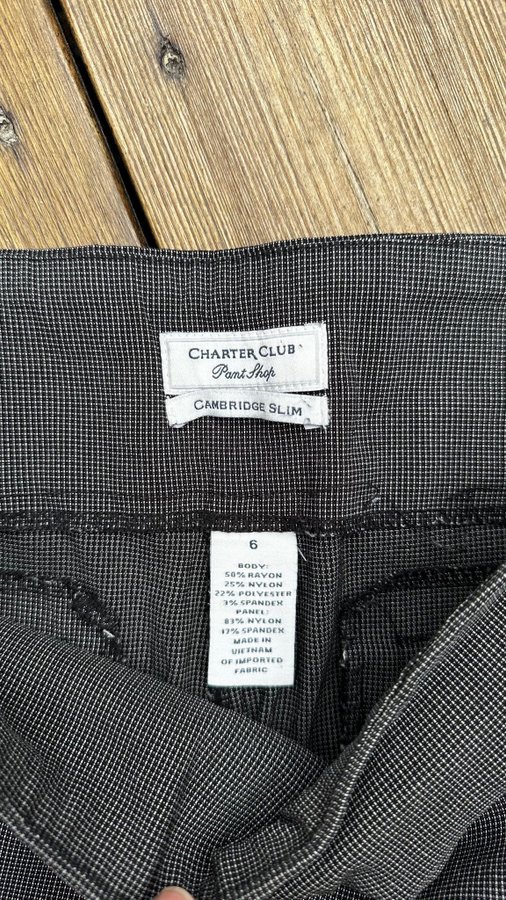 CHARTER CLUB
Pant Shop
CAMBRIDGE SLIM
6
BODY:
50% RAYON
25% NYLON
22% POLYESTER
3% SPANDEX
PANEL:
83% NYLON
17% SPANDEX
MADE IN
VIETNAM
OF IMPORTED
FABRIC